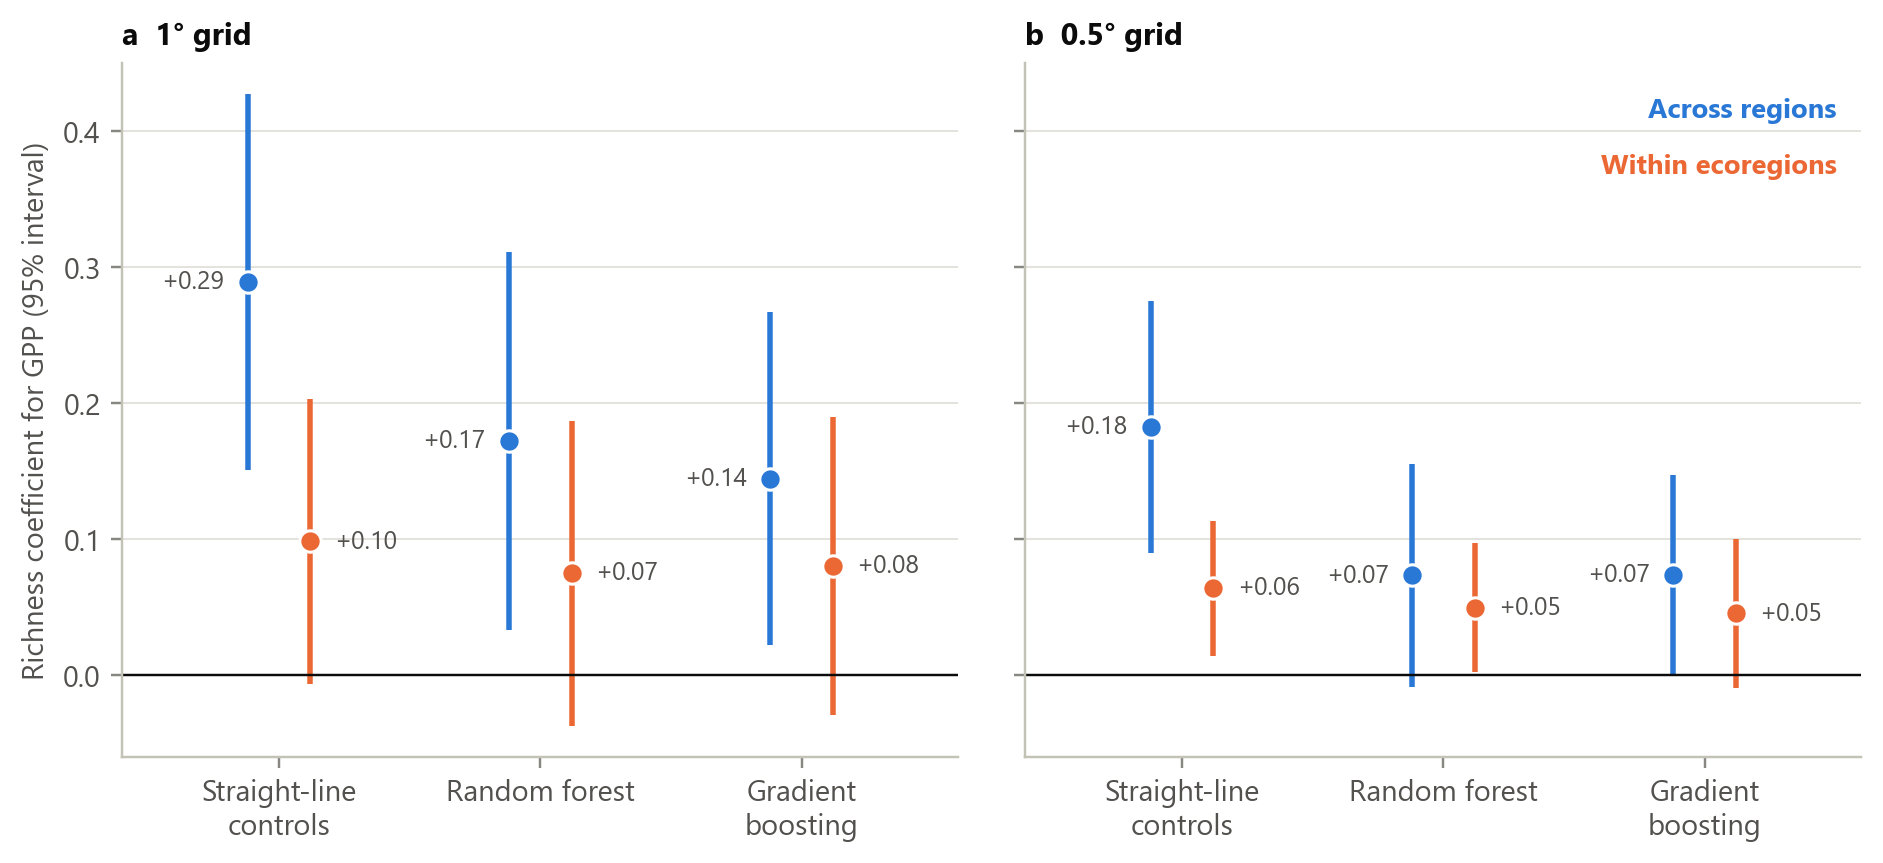 a 1° grid
b 0.5° grid
Richness coefficient for GPP (95% interval)
0.4
0.3
0.2
0.1
0.0
+0.29
+0.10
+0.17
+0.07
+0.14
+0.08
Straight-line
controls
Random forest
Gradient
boosting
Across regions
Within ecoregions
+0.18
+0.06
+0.07
+0.05
+0.07
+0.05
Straight-line
controls
Random forest
Gradient
boosting